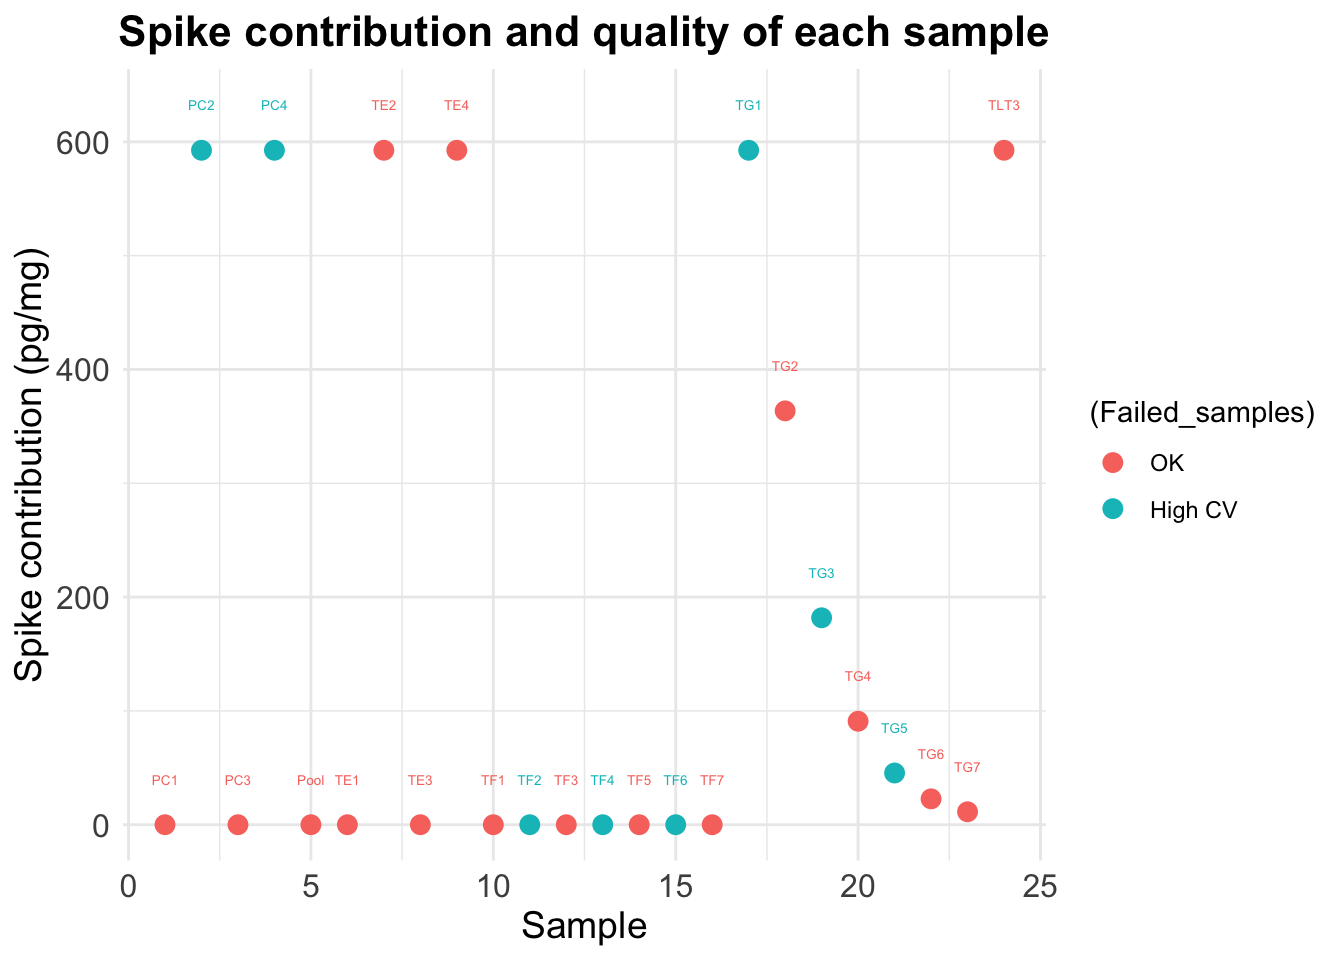 Spike contribution and quality of each sample
Spike contribution (pg/mg)
600
400
200
0
PC2 PC4 TE2 TE4 TG1 TLT3
TG2
TG3
TG4
TG5
TG6
TG7
PC1 PC3 Pool TE1 TE3 TF1 TF2 TF3 TF4 TF5 TF6 TF7
0 5 10 15 20 25
Sample
(Failed_samples)
OK
High CV